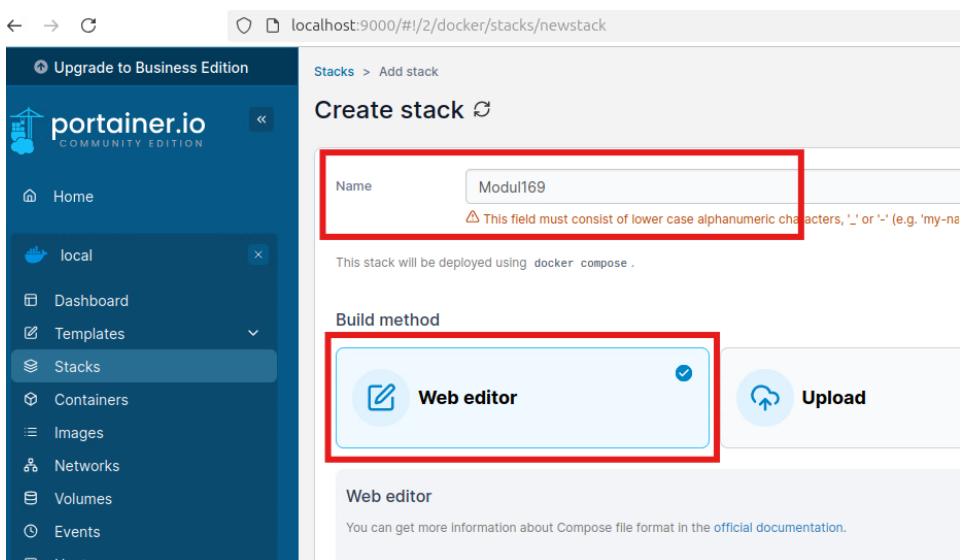 localhost:9000/#!/2/docker/stacks/newstack
Upgrade to Business Edition
portainer.io
COMMUNITY EDITION
Home
local
Dashboard
Templates
Stacks
Containers
Images
Networks
Volumes
Events
Stacks > Add stack
Create stack
Name
Modul169
This field must consist of lower case alphanumeric characters, '_' or '-' (e.g. 'my-na
This stack will be deployed using docker compose .
Build method
Web editor
Upload
Web editor
You can get more information about Compose file format in the official documentation.